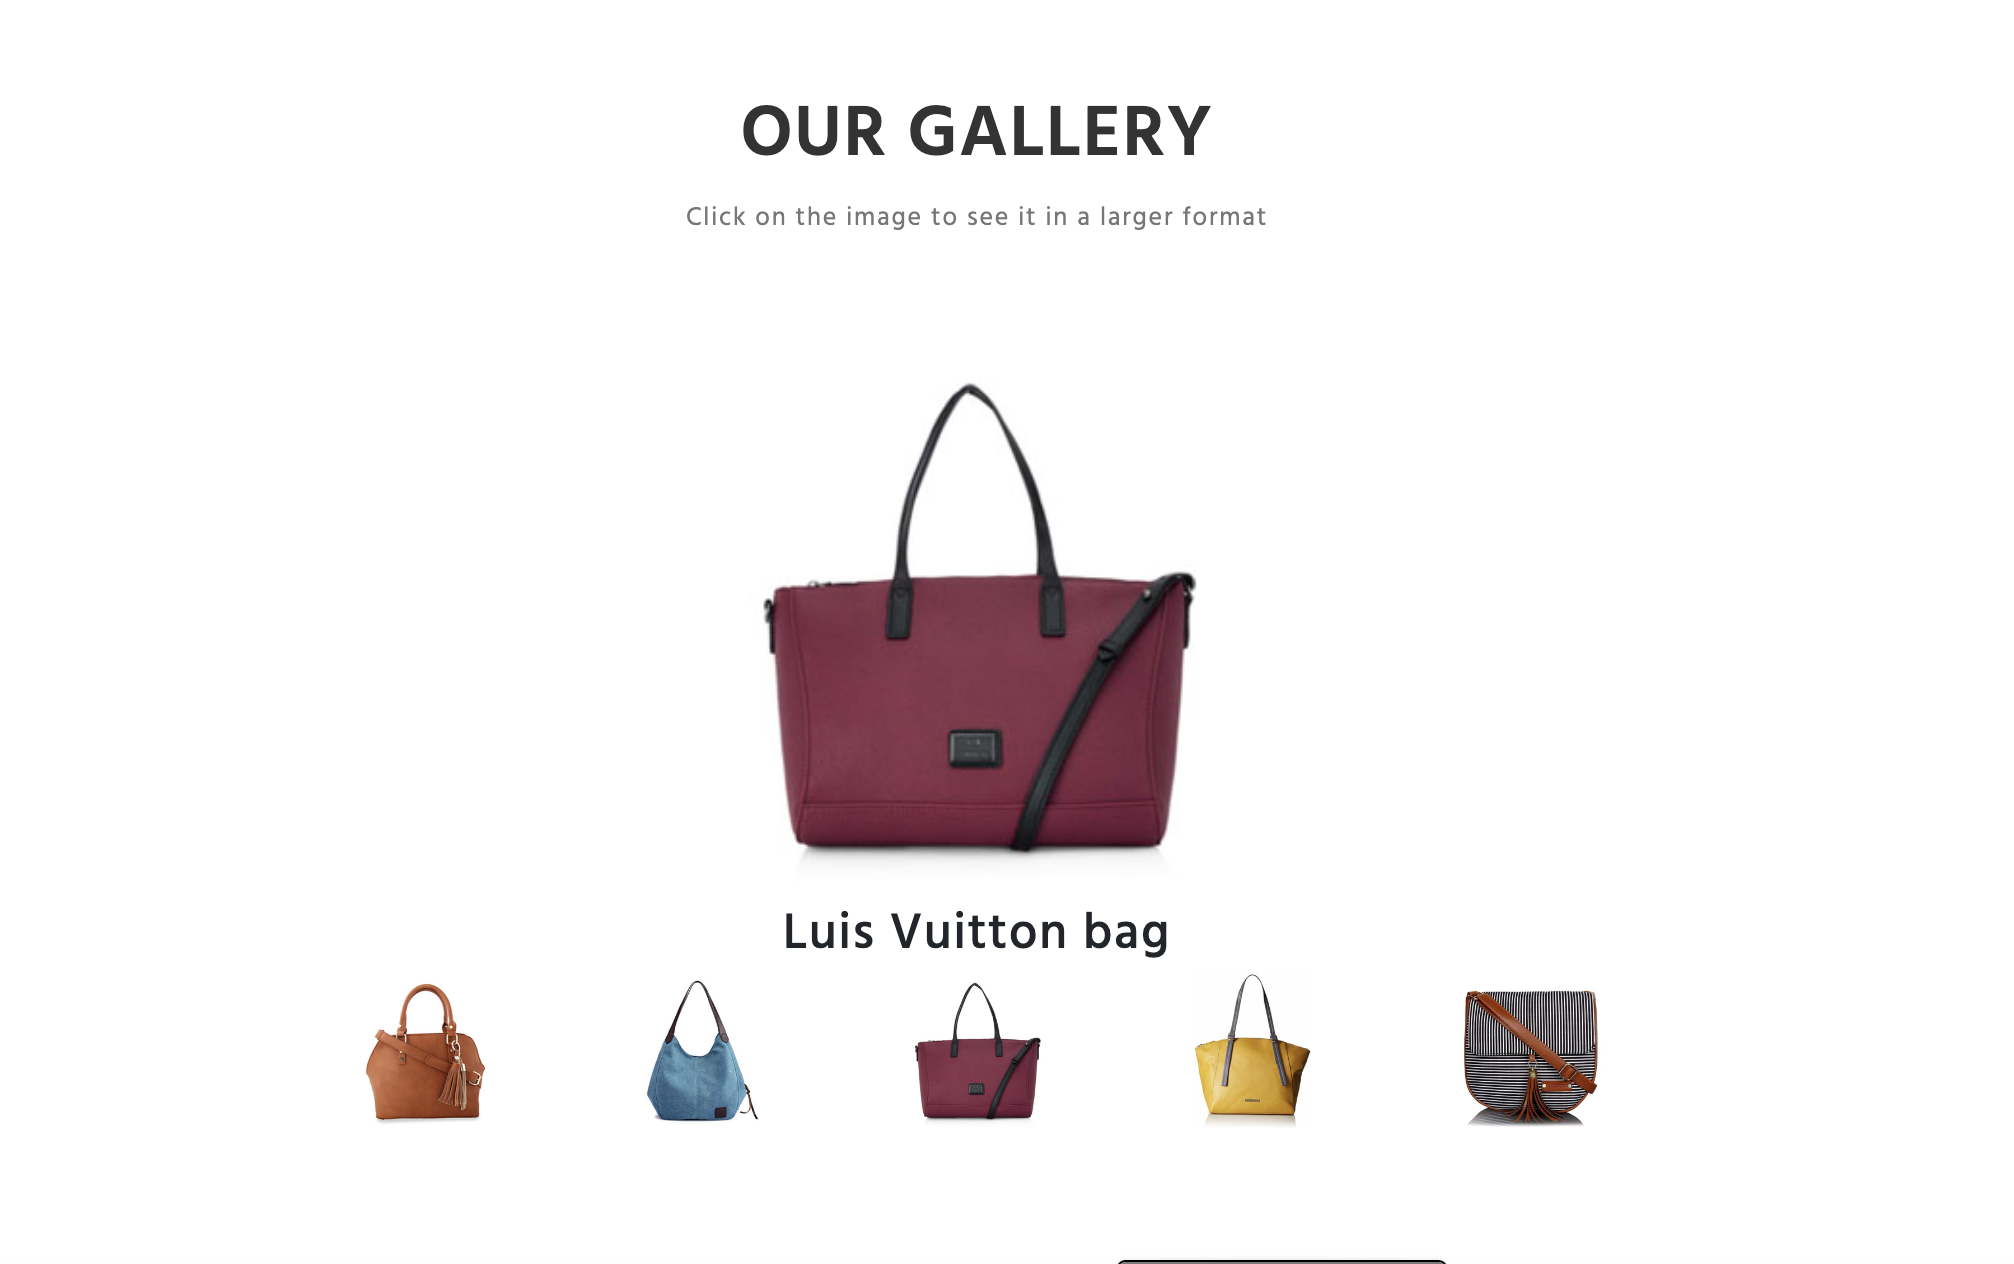 OUR GALLERY
Click on the image to see it in a larger format
Luis Vuitton bag